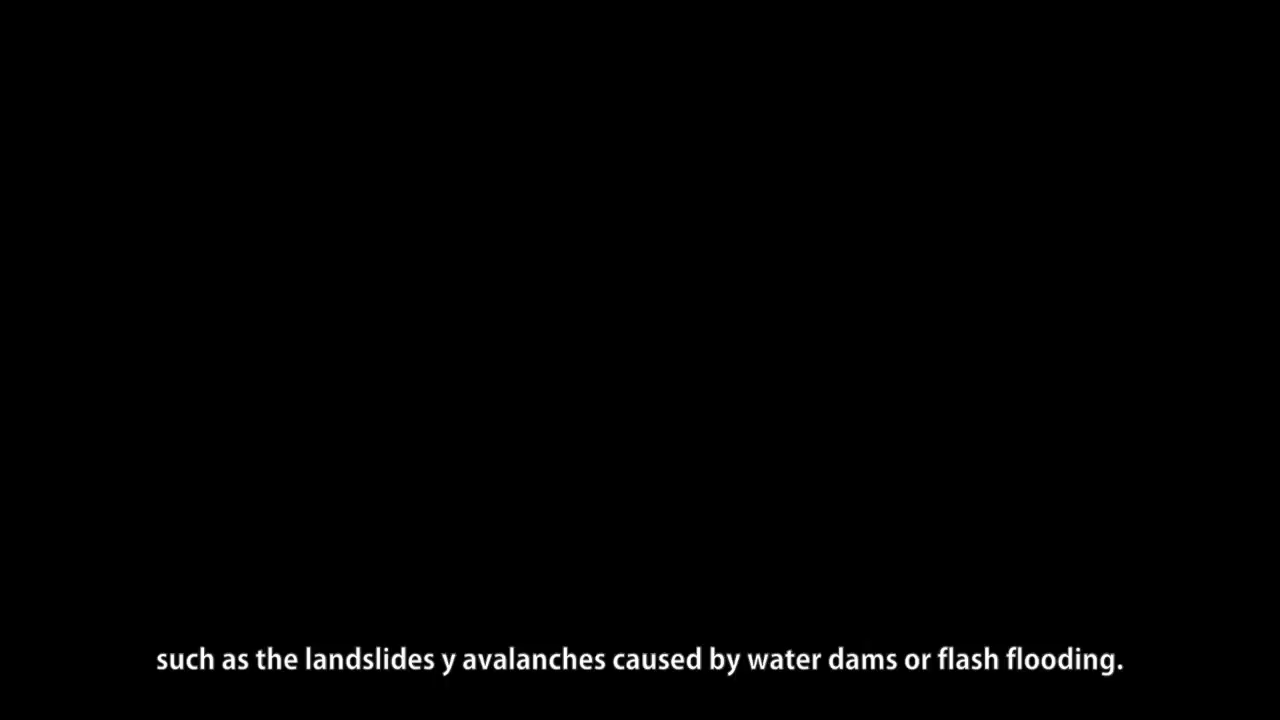 such as the landslides y avalanches caused by water dams or flash flooding.